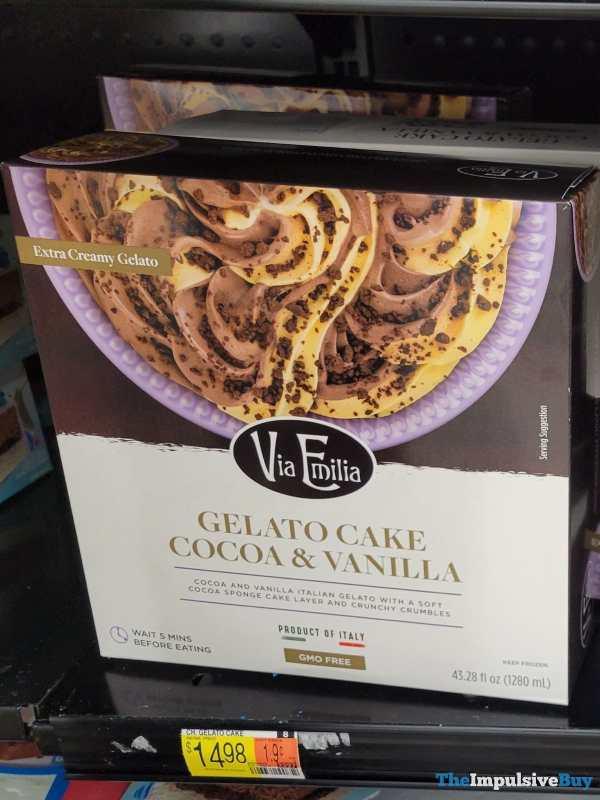 Extra Creamy Gelato
Serving Suggestion
Via Emilia
GELATO CAKE
COCOA & VANILLA
COCOA AND VANILLA ITALIAN GELATO WITH A SOFT
COCOA SPONGE CAKE LAYER AND CRUNCHY CRUMBLES
WAIT 5 MINS
BEFORE EATING
PRODUCT OF ITALY
GMO FREE
KEEP FROZEN
43.28 fl oz (1280 mL)
CH GELATO CAKE
8
$14.98
TheImpulsiveBuy